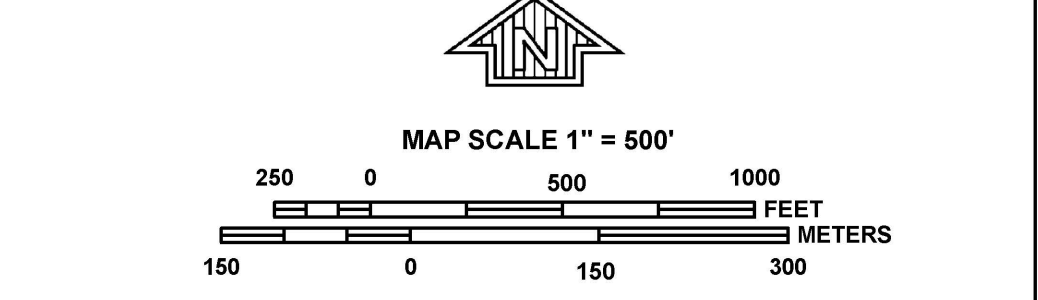 N
MAP SCALE 1" = 500'
250 0 500 1000
FEET
METERS
150 0 150 300